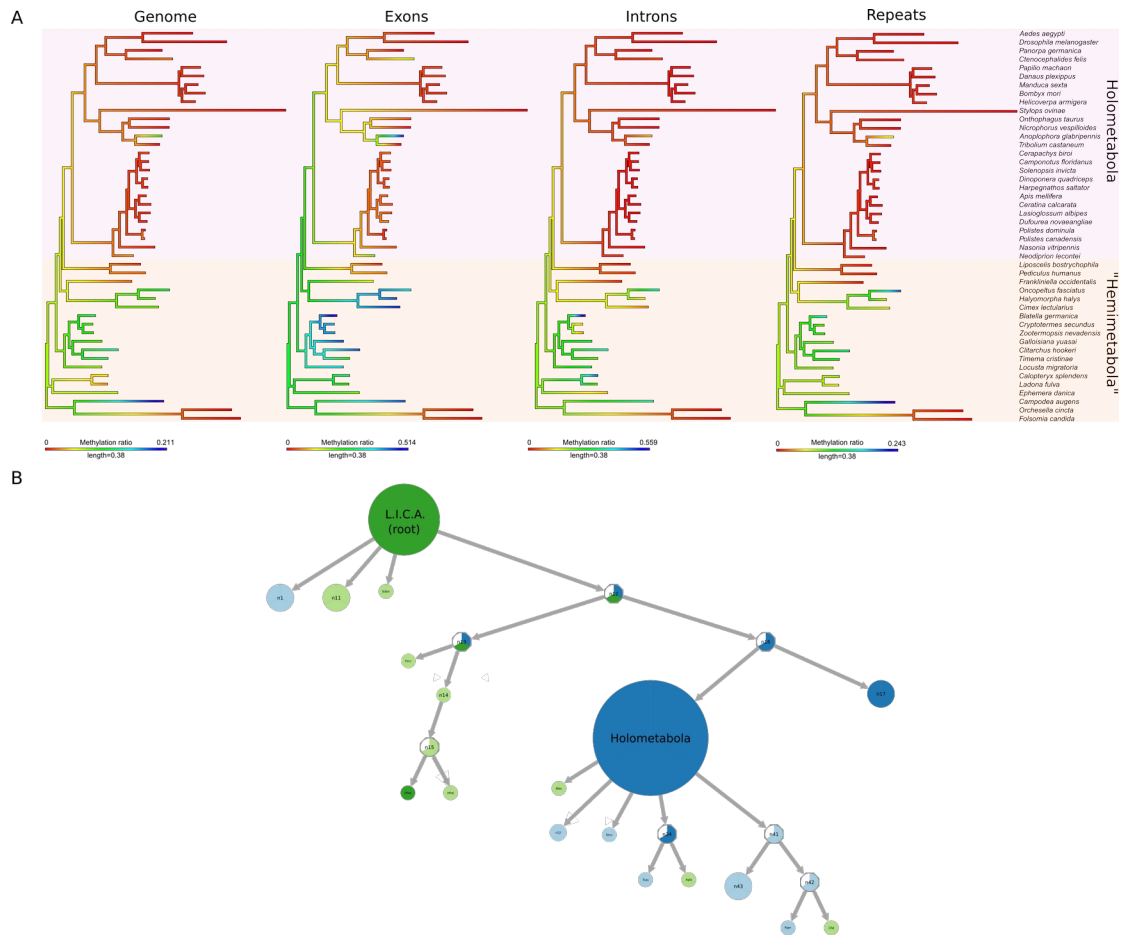 A
Genome Exons Introns Repeats
Aedes aegypti
Drosophila melanogaster
Panorpa germanica
Ctenocephalides felis
Papilio machaon
Danaus plexippus
Manduca sexta
Bombyx mori
Helicoverpa armigera
Stylops ovinae
Onthophagus taurus
Nicrophorus vespilloides
Anoplophora glabripennis
Tribolium castaneum
Cerapachys biroi
Camponotus floridanus
Solenopsis invicta
Dinoponera quadriceps
Harpegnathos saltator
Apis mellifera
Ceratina calcarata
Lasioglossum albipes
Dufourea novaeangliae
Polistes dominula
Polistes canadensis
Nasonia vitripennis
Neodiprion lecontei
Holometabola
Liposcelis bostrychophila
Pediculus humanus
Frankliniella occidentalis
Oncopeltus fasciatus
Halyomorpha halys
Cimex lectularius
Blatella germanica
Cryptotermes secundus
Zootermopsis nevadensis
Galloisiana yuasai
Clitarchus hookeri
Timema cristinae
Locusta migratoria
Calopteryx splendens
Ladona fulva
Ephemera danica
Campodea augens
Orchesella cincta
Folsomia candida
"Hemimetabola"
0 Methylation ratio 0.211
length=0.38
0 Methylation ratio 0.514
length=0.38
0 Methylation ratio 0.559
length=0.38
0 Methylation ratio 0.243
length=0.38
B
L.I.C.A.
(root)
n1
n11
n13
n14
n17
n15
Holometabola
n24
n41
n43
n42